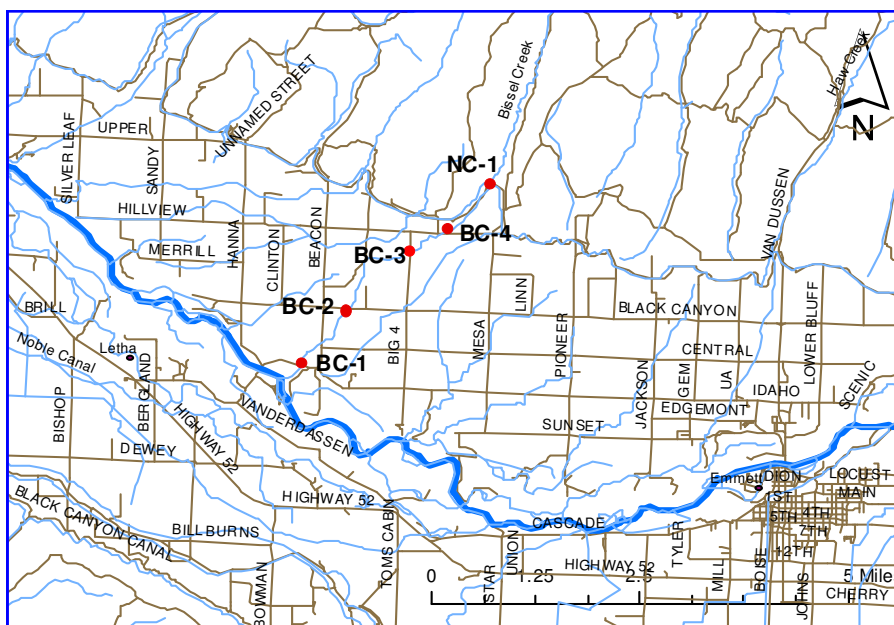 Haw Creek
Bissel Creek
UNNAMED STREET
UPPER
N
SILVER LEAF
SANDY
NC-1
VAN DUSSEN
HILLVIEW
BEACON
HANNA
CLINTON
MERRILL
BC-4
BC-3
BRILL
BC-2
LINN
BLACK CANYON
LOWER BLUFF
Letha
Noble Canal
BIG 4
MESA
PIONEER
CENTRAL
BC-1
BERGLAND
GEM
UA
IDAHO
SCENIC
BISHOP
HIGHWAY 52
VANDERDASSEN
JACKSON
EDGEMONT
SUNSET
DEWEY
Emmett
DION
LOCUST
1ST
MAIN
BLACK CANYON CANAL
HIGHWAY 52
4TH
5TH
CASCADE
7TH
BILL BURNS
TOMS CABIN
UNION
TYLER
12TH
HIGHWAY 52
MILL
BOISE
0 1.25 2.5 5 Mile
BOWMAN
STAR
JOHNS
CHERRY